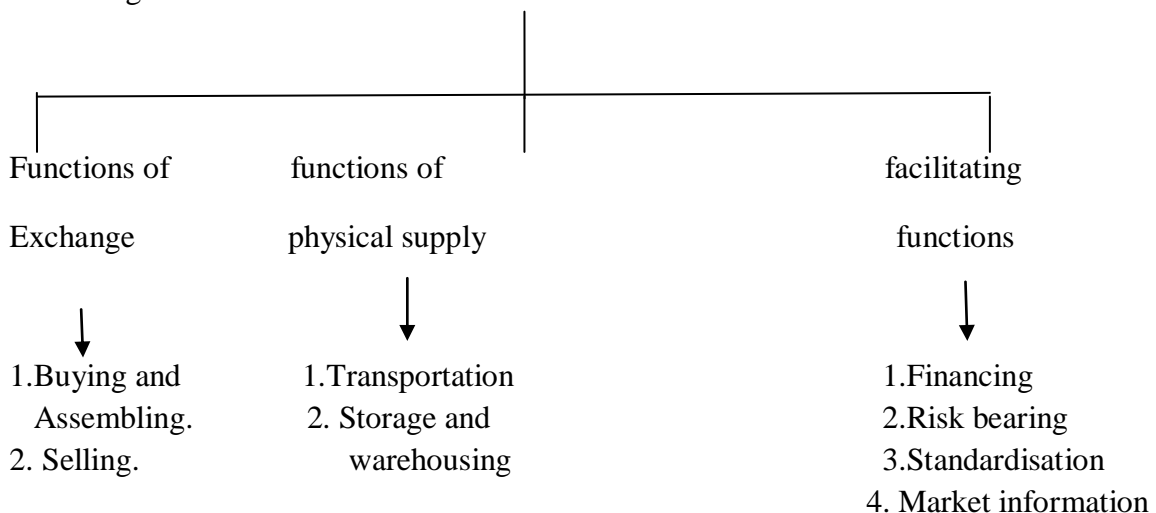 Functions of
Exchange
functions of
physical supply
facilitating
functions
1.Buying and
Assembling.
2. Selling.
1.Transportation
2. Storage and
warehousing
1.Financing
2.Risk bearing
3.Standardisation
4. Market information